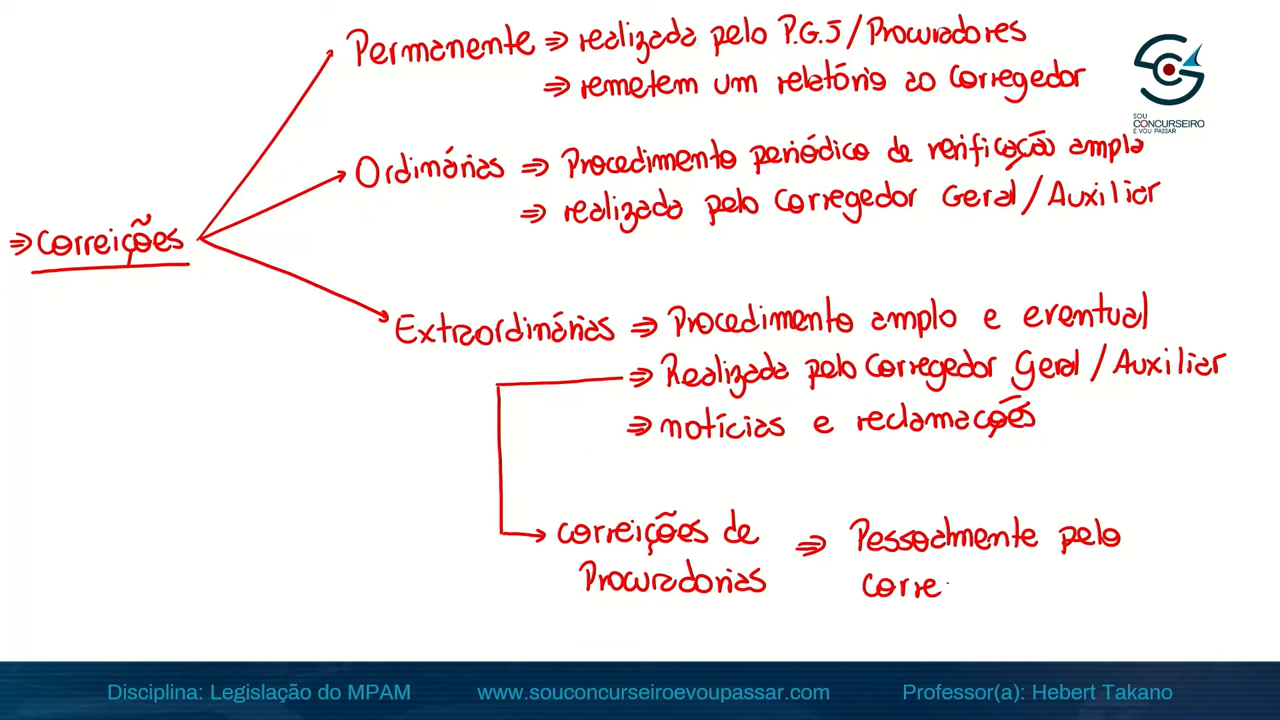 Permanente ⇒ realizada pelo P.G.J/Procuradores
⇒ remetem um relatório ao Corregedor
SOU
CONCURSEIRO
E VOU PASSAR
Ordinárias ⇒ Procedimento periódico de verificação ampla
⇒ realizada pelo Corregedor Geral/Auxiliar
⇒ Correições
Extraordinárias ⇒ Procedimento amplo e eventual
⇒ Realizada pelo Corregedor Geral/Auxiliar
⇒ notícias e reclamações
Correições de Procuradorias ⇒ Pessoalmente pelo
Corre
Disciplina: Legislação do MPAM www.souconcurseiroevoupassar.com Professor(a): Hebert Takano